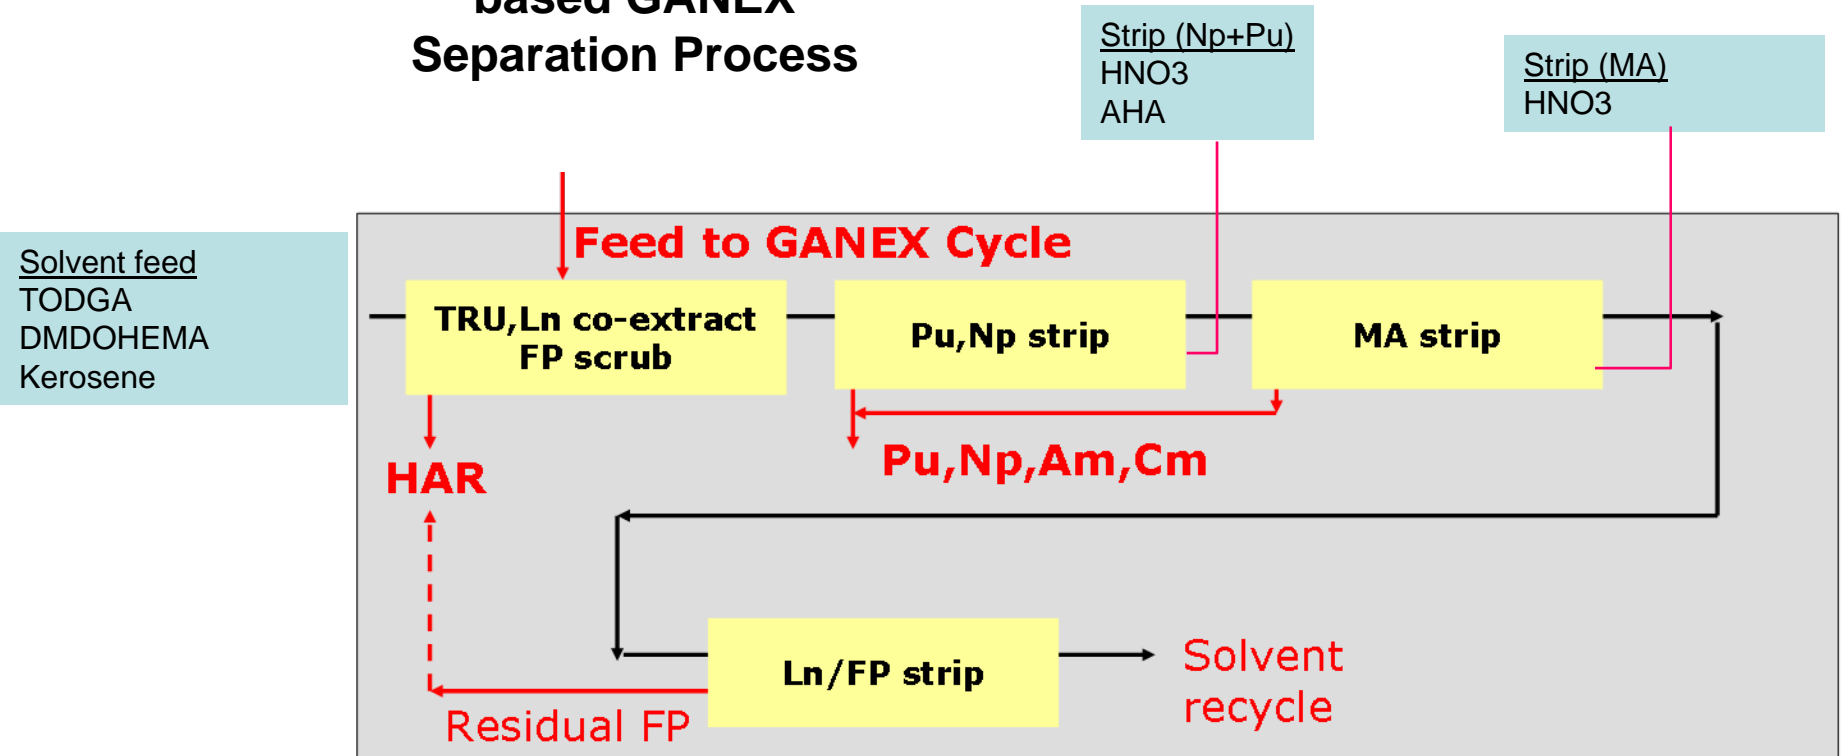 based GANEX
Separation Process
Strip (Np+Pu)
HNO3
AHA
Strip (MA)
HNO3
Solvent feed
TODGA
DMDOHEMA
Kerosene
Feed to GANEX Cycle
TRU,Ln co-extract
FP scrub
Pu,Np strip
MA strip
HAR
Pu,Np,Am,Cm
Ln/FP strip
Solvent
recycle
Residual FP